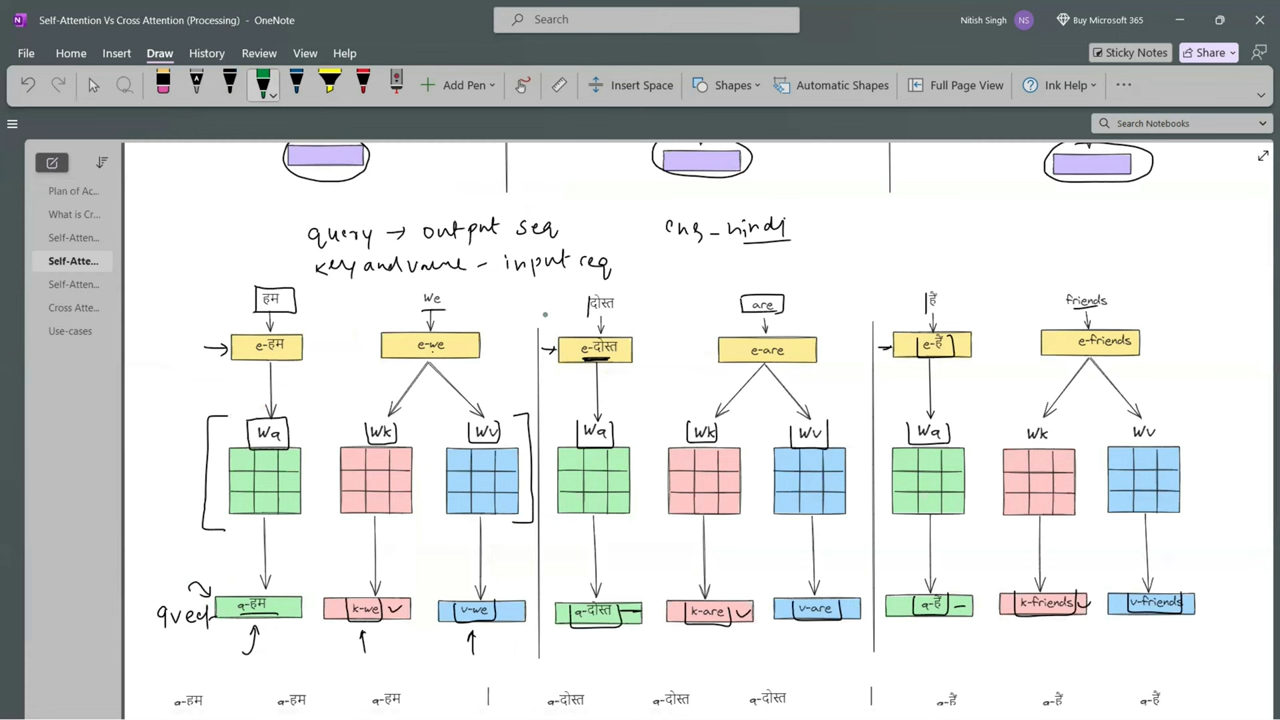 Self-Attention Vs Cross Attention (Processing) - OneNote
Search
Nitish Singh NS
Buy Microsoft 365
File Home Insert Draw History Review View Help
Sticky Notes
Share
Add Pen
Insert Space
Shapes
Automatic Shapes
Full Page View
Ink Help
Search Notebooks
Plan of Ac...
What is Cr...
Self-Atten...
Self-Atte...
Self-Atten...
Cross Atte...
Use-cases
query → output seq
eng - hindi
key and value - input seq
हम we दोस्त are हैं friends
e-हम e-we e-दोस्त e-are e-हैं e-friends
Wq Wk Wv Wq Wk Wv Wq Wk Wv
q-हम k-we v-we q-दोस्त k-are v-are q-हैं k-friends v-friends
q vec
q-हम q-हम q-हम q-दोस्त q-दोस्त q-दोस्त q-हैं q-हैं q-हैं